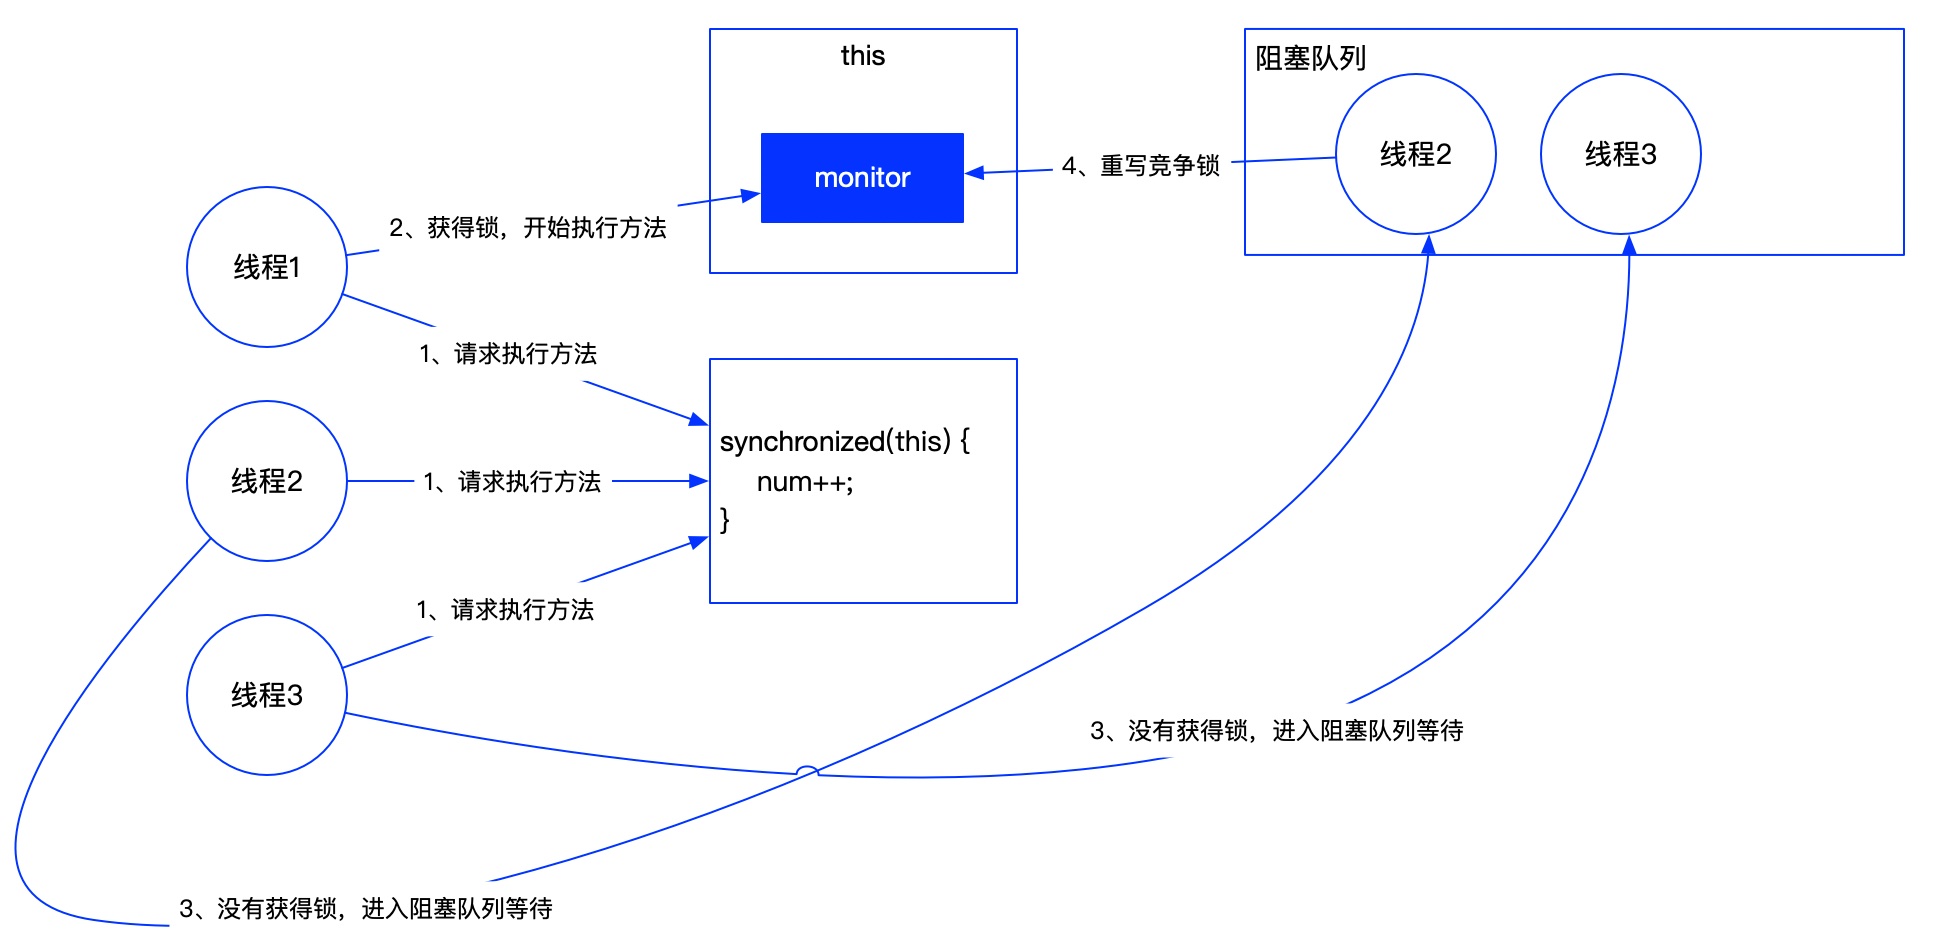 this
阻塞队列
monitor
线程2
线程3
4、重写竞争锁
2、获得锁，开始执行方法
线程1
1、请求执行方法
synchronized(this) {
num++;
}
线程2
1、请求执行方法
1、请求执行方法
线程3
3、没有获得锁，进入阻塞队列等待
3、没有获得锁，进入阻塞队列等待